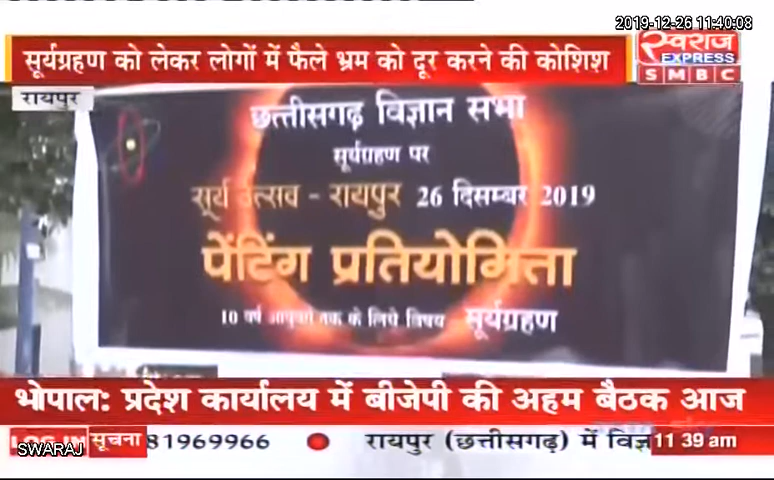 2019-12-26 11:40:08
सूर्यग्रहण को लेकर लोगों में फैले भ्रम को दूर करने की कोशिश
स्वराज
EXPRESS
SMBC
रायपुर
छत्तीसगढ़ विज्ञान सभा
सूर्यग्रहण पर
सूर्य उत्सव - रायपुर 26 दिसम्बर 2019
पेंटिंग प्रतियोगिता
10 वर्ष तक के लिये विषय सूर्यग्रहण
भोपाल: प्रदेश कार्यालय में बीजेपी की अहम बैठक आज
LOG IN सूचना 81969966 रायपुर (छत्तीसगढ़) में विज्ञ 11 39 am
SWARAJ